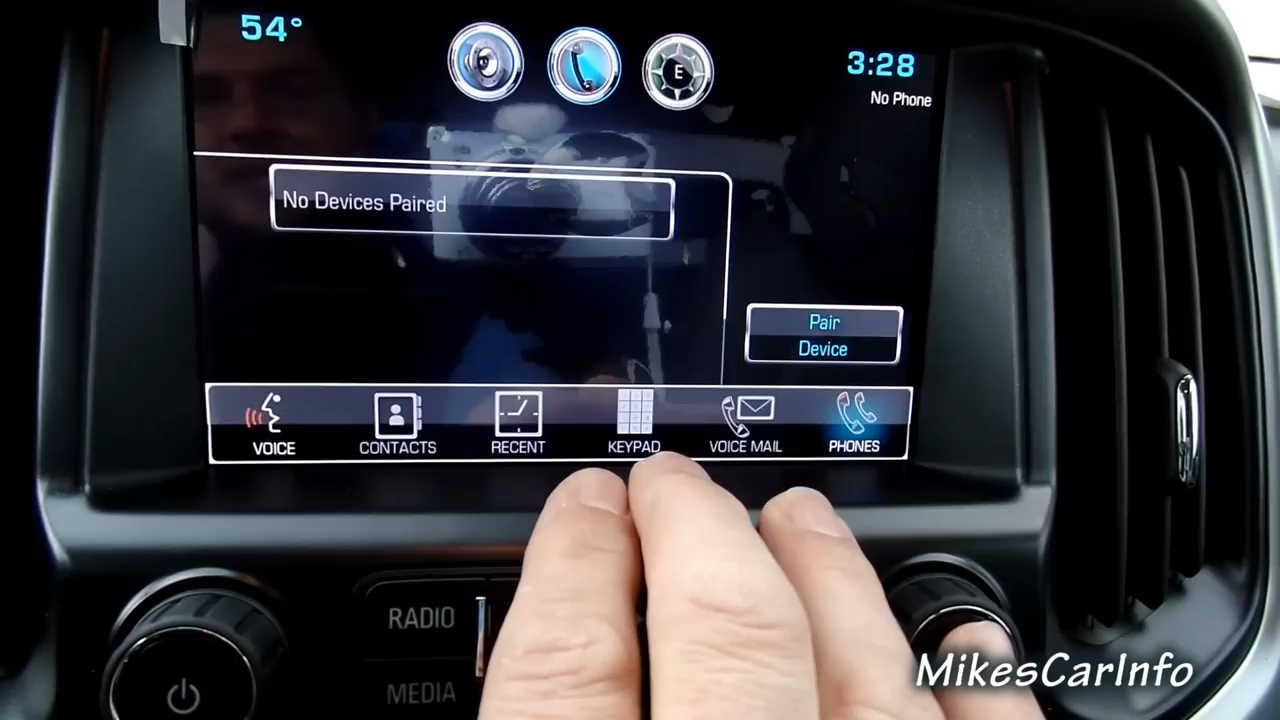 54°
E
3:28
No Phone
No Devices Paired
Pair
Device
VOICE
CONTACTS
RECENT
KEYPAD
VOICE MAIL
PHONES
RADIO
MEDIA
MikesCarInfo